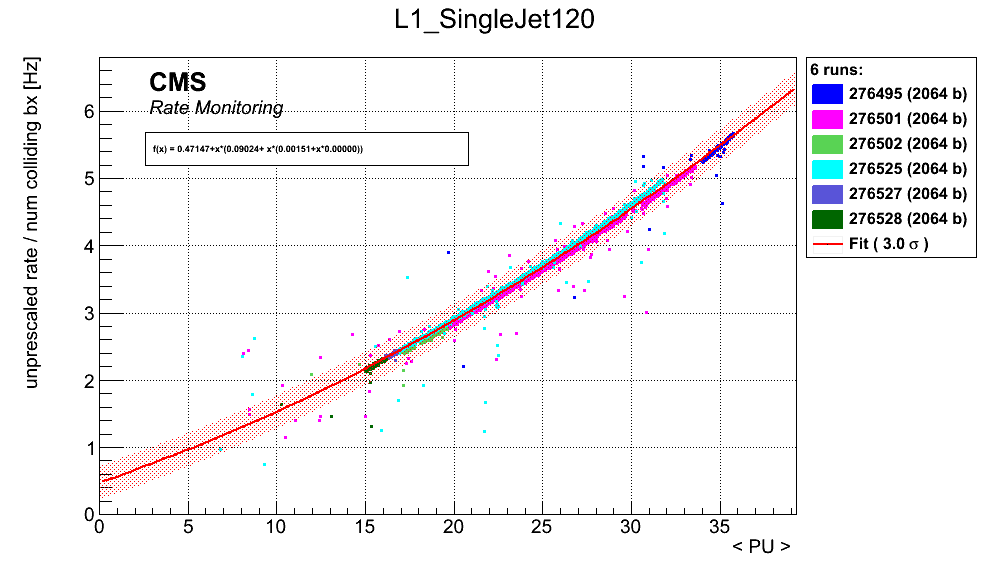 L1_SingleJet120
unprescaled rate / num colliding bx [Hz]
CMS
Rate Monitoring
f(x) = 0.47147+x*(0.09024+ x*(0.00151+x*0.00000))
6
5
4
3
2
1
0
0 5 10 15 20 25 30 35
< PU >
6 runs:
276495 (2064 b)
276501 (2064 b)
276502 (2064 b)
276525 (2064 b)
276527 (2064 b)
276528 (2064 b)
Fit ( 3.0 σ )